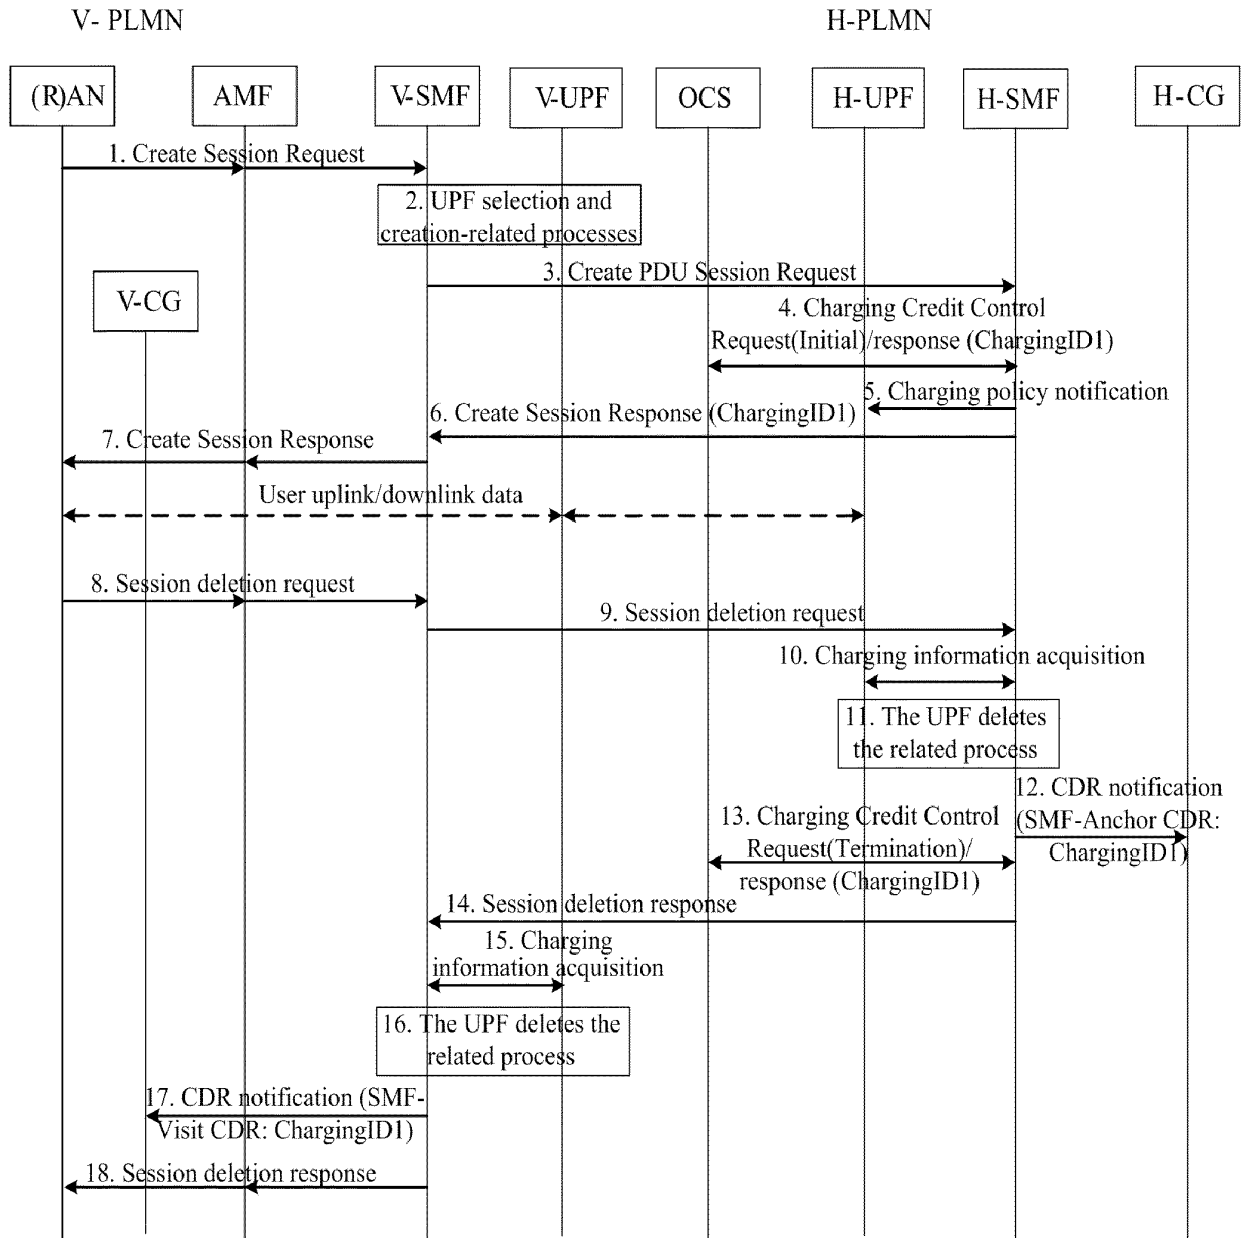 V- PLMN
H-PLMN
(R)AN
AMF
V-SMF
V-UPF
OCS
H-UPF
H-SMF
H-CG
1. Create Session Request
2. UPF selection and
creation-related processes
3. Create PDU Session Request
V-CG
4. Charging Credit Control
Request(Initial)/response (ChargingID1)
5. Charging policy notification
6. Create Session Response (ChargingID1)
7. Create Session Response
User uplink/downlink data
8. Session deletion request
9. Session deletion request
10. Charging information acquisition
11. The UPF deletes
the related process
12. CDR notification
(SMF-Anchor CDR:
ChargingID1)
13. Charging Credit Control
Request(Termination)/
response (ChargingID1)
14. Session deletion response
15. Charging
information acquisition
16. The UPF deletes the
related process
17. CDR notification (SMF-
Visit CDR: ChargingID1)
18. Session deletion response